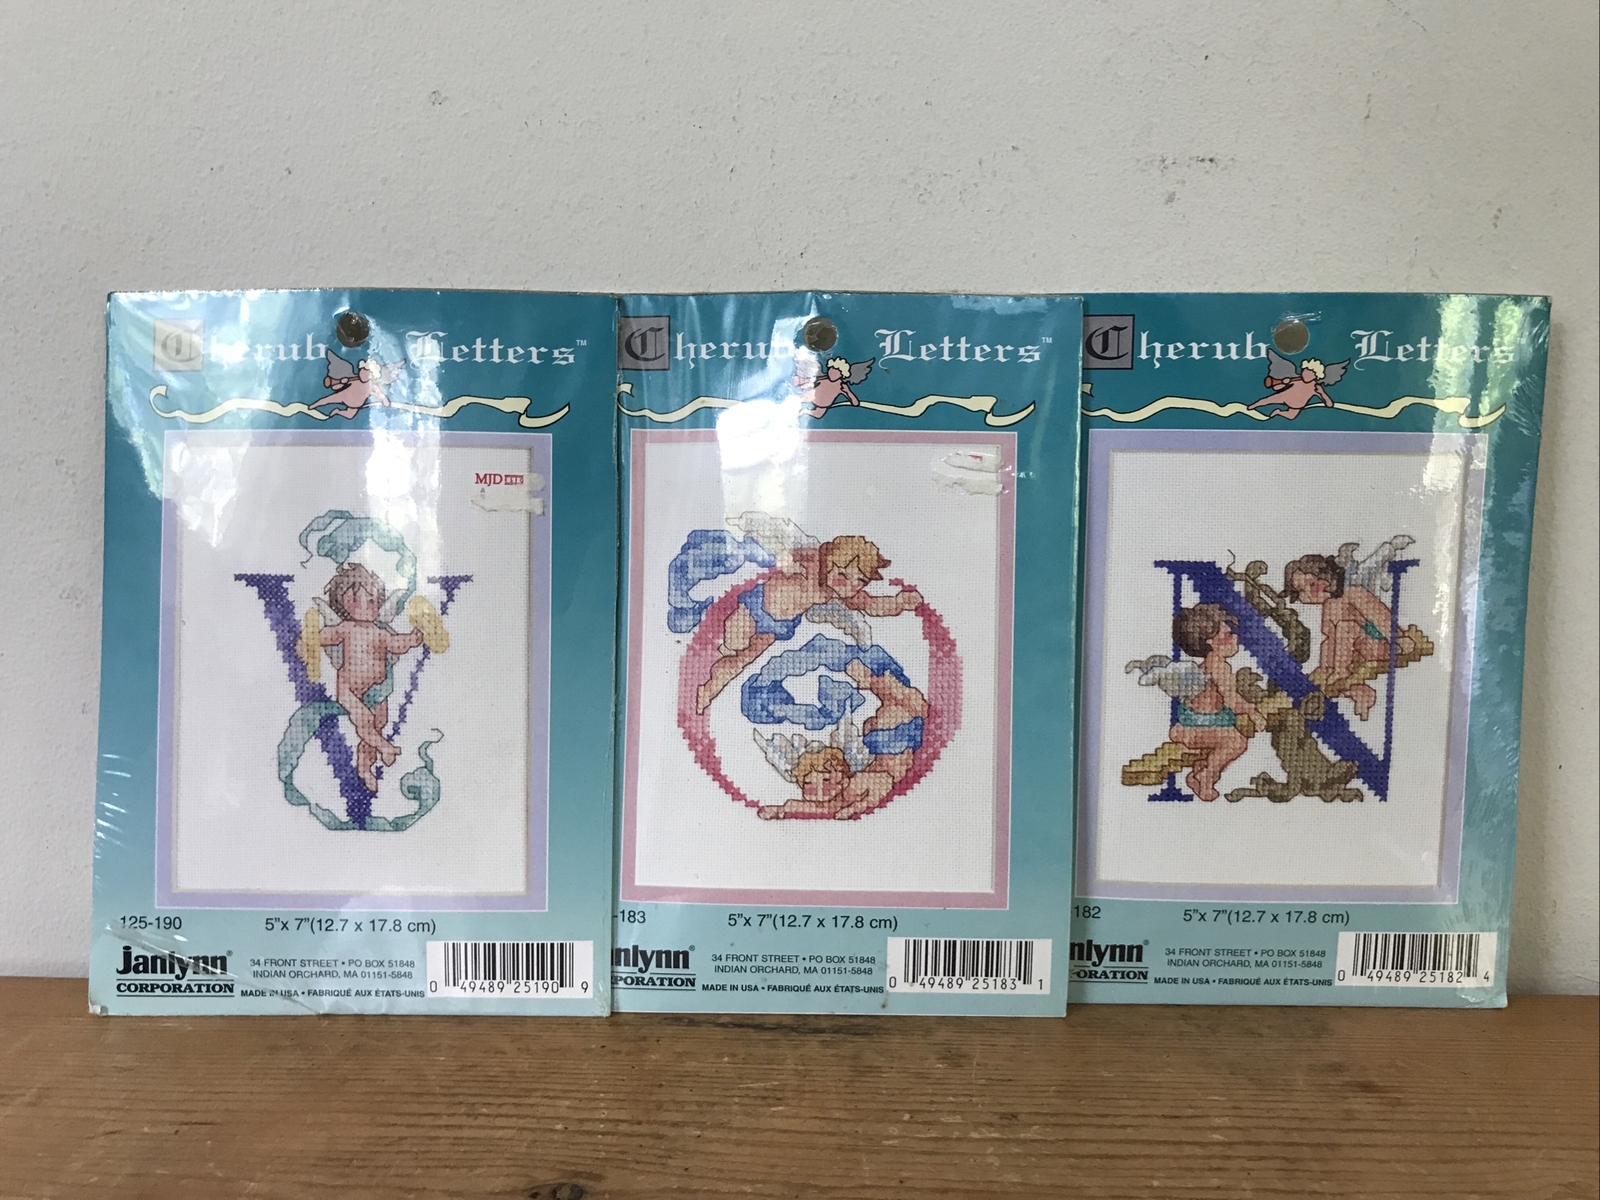 Cherub Letters™
MJD
V
125-190
5"x 7"(12.7 x 17.8 cm)
Janlynn®
CORPORATION
34 FRONT STREET • PO BOX 51848
INDIAN ORCHARD, MA 01151-5848
MADE IN USA • FABRIQUÉ AUX ÉTATS-UNIS
0 49489 25190 9
Cherub Letters™
O
-183
5"x 7"(12.7 x 17.8 cm)
nlynn®
PORATION
34 FRONT STREET • PO BOX 51848
INDIAN ORCHARD, MA 01151-5848
MADE IN USA • FABRIQUÉ AUX ÉTATS-UNIS
0 49489 25183 1
Cherub Letters
N
182
5"x 7"(12.7 x 17.8 cm)
nlynn®
ORATION
34 FRONT STREET • PO BOX 51848
INDIAN ORCHARD, MA 01151-5848
MADE IN USA • FABRIQUÉ AUX ÉTATS-UNIS
0 49489 25182 4